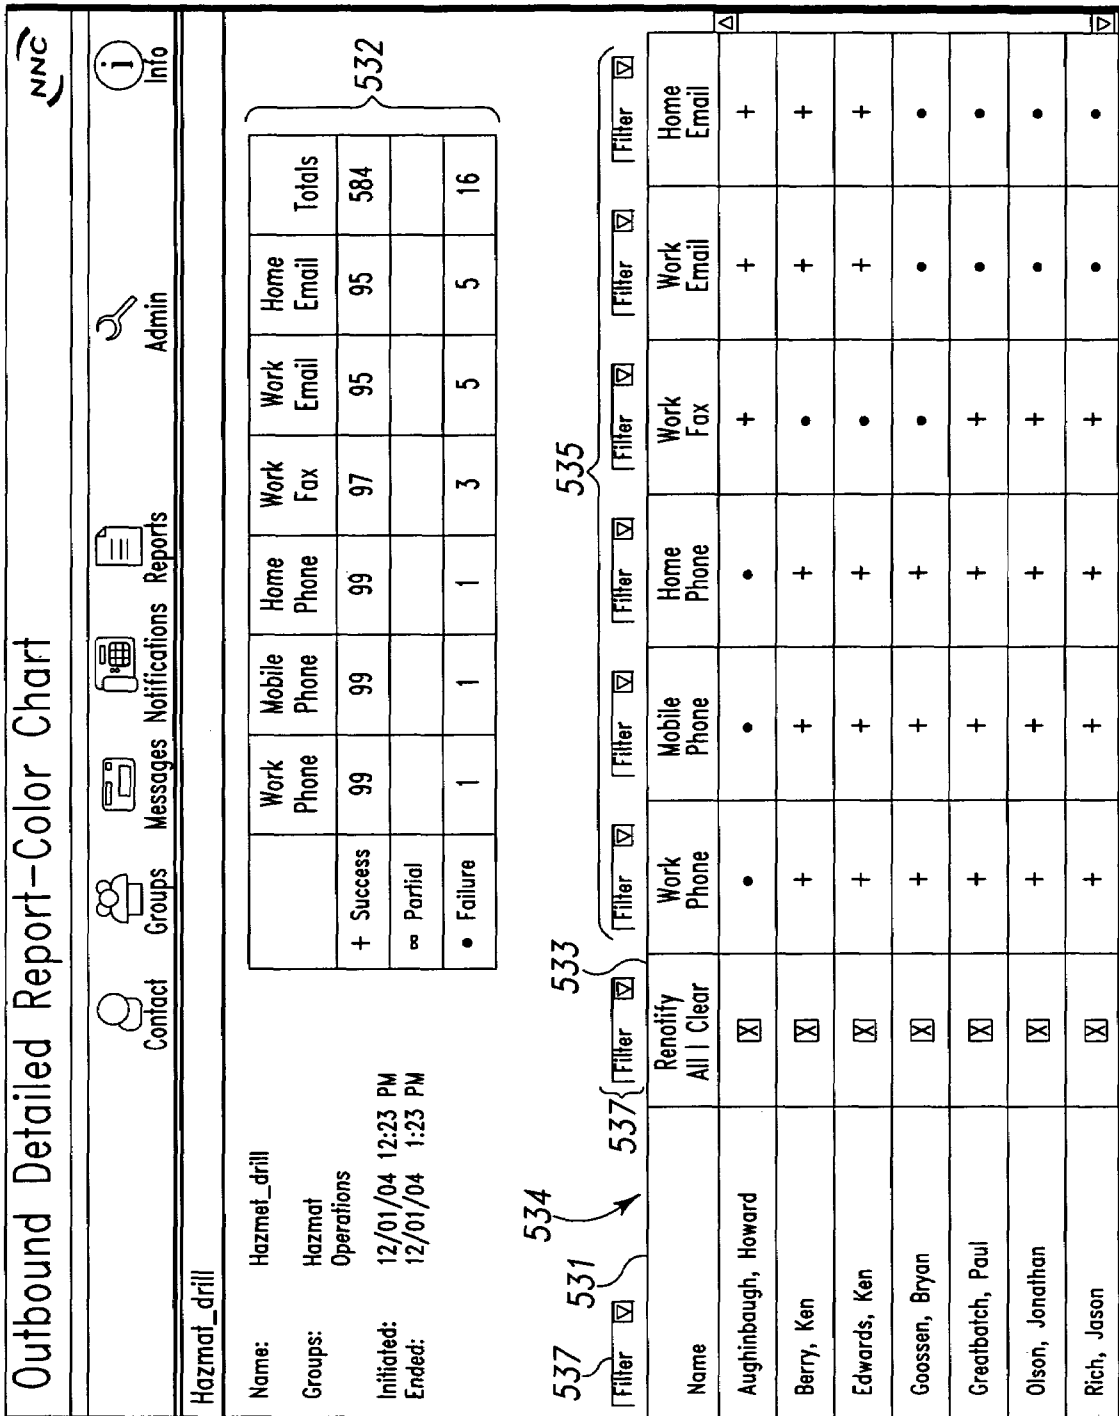 Outbound Detailed Report-Color Chart
NNC
Contact Groups Messages Notifications Reports Admin Info
Hazmat_drill
Name: Hazmet_drill
Groups: Hazmat
Operations
Initiated: 12/01/04 12:23 PM
Ended: 12/01/04 1:23 PM
Work Phone Mobile Phone Home Phone Work Fax Work Email Home Email Totals
+ Success 99 99 99 97 95 95 584
∞ Partial
• Failure 1 1 1 3 5 5 16
532
534
533
535
537
531
537
Filter Filter Filter Filter Filter Filter Filter Filter
Name Renotify All | Clear Work Phone Mobile Phone Home Phone Work Fax Work Email Home Email
Aughinbaugh, Howard X • • • + + +
Berry, Ken X + + + • + +
Edwards, Ken X + + + • + +
Goossen, Bryan X + + + • • •
Greatbatch, Paul X + + + + • •
Olson, Jonathan X + + + + • •
Rich, Jason X + + + + • •